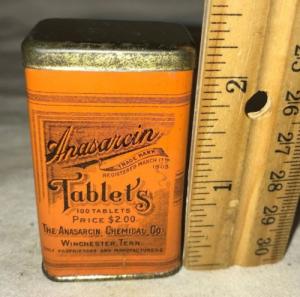 Anasarcin
TRADE MARK
REGISTERED MARCH 17TH
1903
Tablets
100 TABLETS
PRICE $2.00
THE ANASARCIN CHEMICAL CO.
WINCHESTER, TENN.
SOLE PROPRIETORS AND MANUFACTURERS
1
2
25
26
27
28
29
30